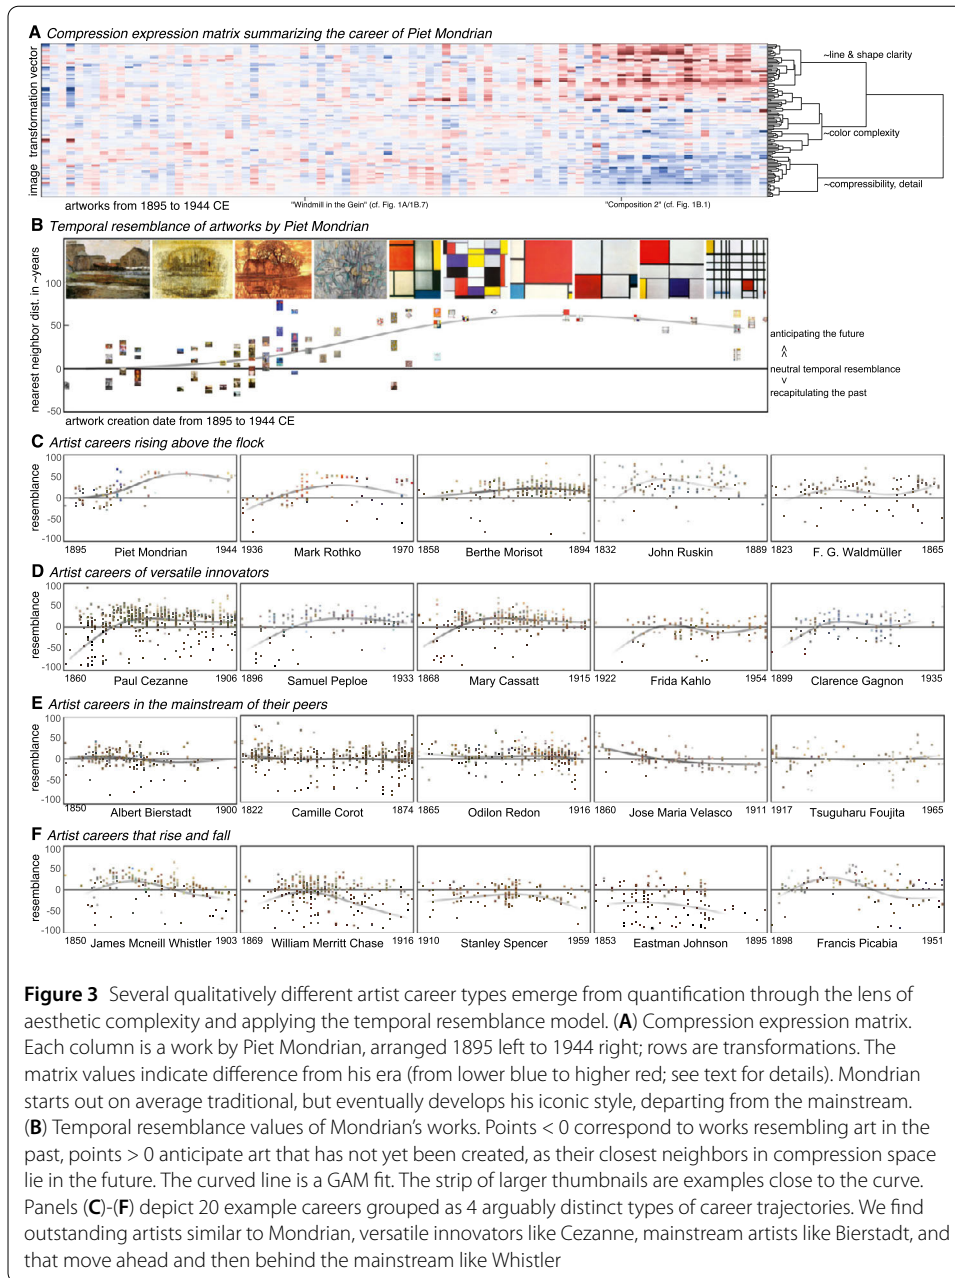 A Compression expression matrix summarizing the career of Piet Mondrian
image transformation vector
~line & shape clarity
~color complexity
~compressibility, detail
artworks from 1895 to 1944 CE
"Windmill in the Gein" (cf. Fig. 1A/1B.7)
"Composition 2" (cf. Fig. 1B.1)
B Temporal resemblance of artworks by Piet Mondrian
nearest neighbor dist. in ~years
100
50
0
-50
anticipating the future
^
^
neutral temporal resemblance
v
recapitulating the past
artwork creation date from 1895 to 1944 CE
C Artist careers rising above the flock
resemblance
100
50
0
-50
-100
1895 Piet Mondrian 1944
1936 Mark Rothko 1970
1858 Berthe Morisot 1894
1832 John Ruskin 1889
1823 F. G. Waldmüller 1865
D Artist careers of versatile innovators
resemblance
100
50
0
-50
-100
1860 Paul Cezanne 1906
1896 Samuel Peploe 1933
1868 Mary Cassatt 1915
1922 Frida Kahlo 1954
1899 Clarence Gagnon 1935
E Artist careers in the mainstream of their peers
resemblance
100
50
0
-50
-100
1850 Albert Bierstadt 1900
1822 Camille Corot 1874
1865 Odilon Redon 1916
1860 Jose Maria Velasco 1911
1917 Tsuguharu Foujita 1965
F Artist careers that rise and fall
resemblance
100
50
0
-50
-100
1850 James Mcneill Whistler 1903
1869 William Merritt Chase 1916
1910 Stanley Spencer 1959
1853 Eastman Johnson 1895
1898 Francis Picabia 1951
Figure 3 Several qualitatively different artist career types emerge from quantification through the lens of
aesthetic complexity and applying the temporal resemblance model. (A) Compression expression matrix.
Each column is a work by Piet Mondrian, arranged 1895 left to 1944 right; rows are transformations. The
matrix values indicate difference from his era (from lower blue to higher red; see text for details). Mondrian
starts out on average traditional, but eventually develops his iconic style, departing from the mainstream.
(B) Temporal resemblance values of Mondrian's works. Points < 0 correspond to works resembling art in the
past, points > 0 anticipate art that has not yet been created, as their closest neighbors in compression space
lie in the future. The curved line is a GAM fit. The strip of larger thumbnails are examples close to the curve.
Panels (C)-(F) depict 20 example careers grouped as 4 arguably distinct types of career trajectories. We find
outstanding artists similar to Mondrian, versatile innovators like Cezanne, mainstream artists like Bierstadt, and
that move ahead and then behind the mainstream like Whistler